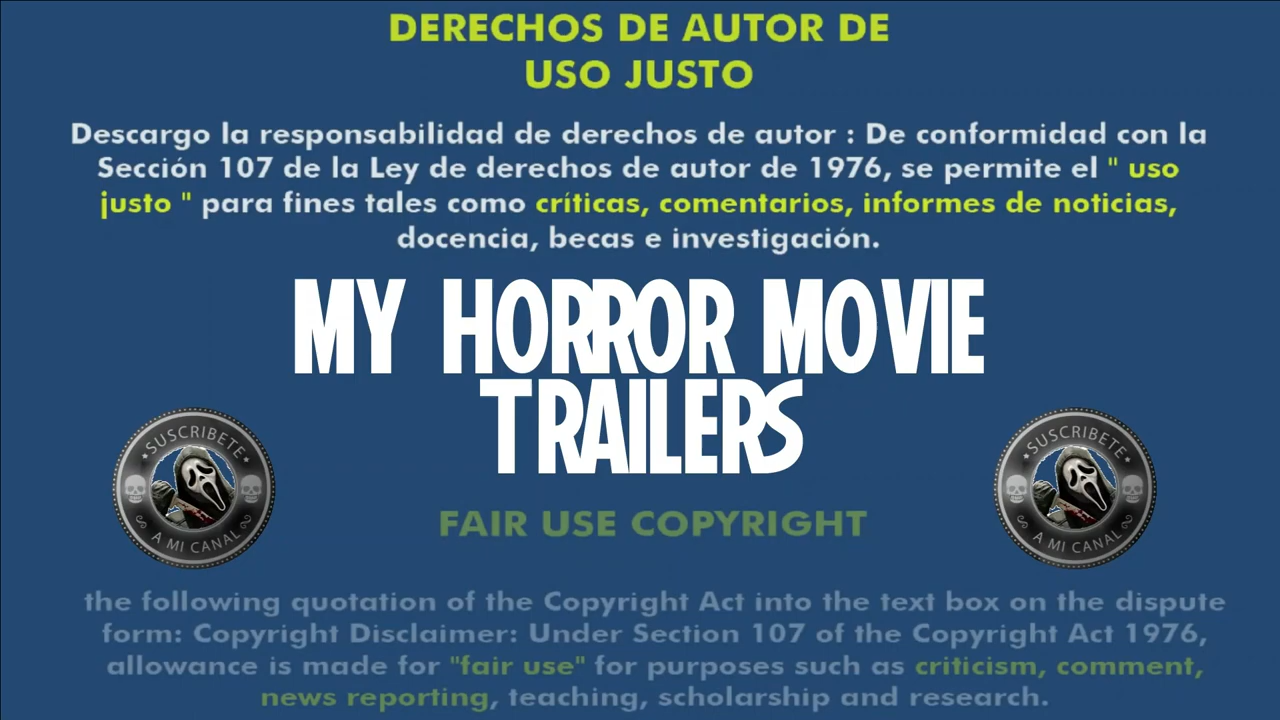 DERECHOS DE AUTOR DE
USO JUSTO
Descargo la responsabilidad de derechos de autor : De conformidad con la
Sección 107 de la Ley de derechos de autor de 1976, se permite el " uso
justo " para fines tales como críticas, comentarios, informes de noticias,
docencia, becas e investigación.
MY HORROR MOVIE
TRAILERS
SUSCRIBETE
A MI CANAL
SUSCRIBETE
A MI CANAL
FAIR USE COPYRIGHT
the following quotation of the Copyright Act into the text box on the dispute
form: Copyright Disclaimer: Under Section 107 of the Copyright Act 1976,
allowance is made for "fair use" for purposes such as criticism, comment,
news reporting, teaching, scholarship and research.